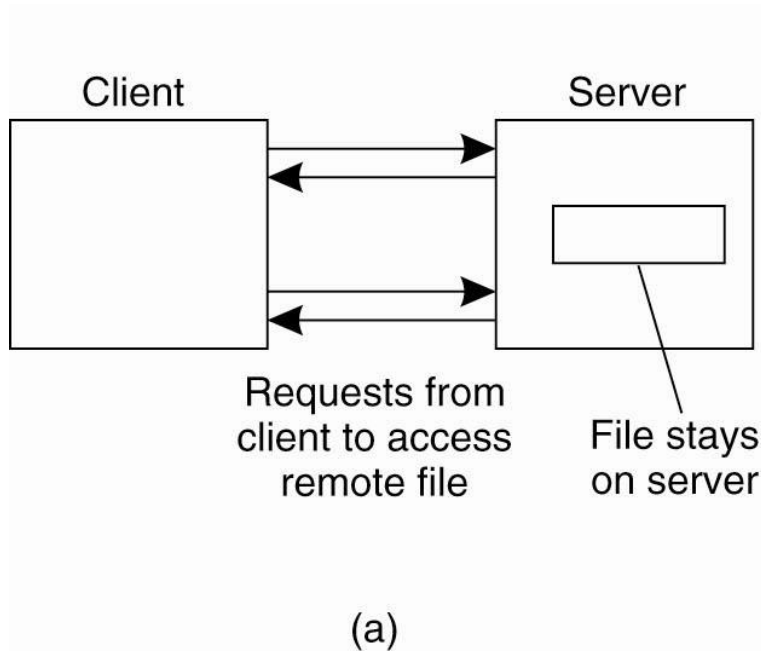 Client
Server
Requests from
client to access
remote file
File stays
on server
(a)